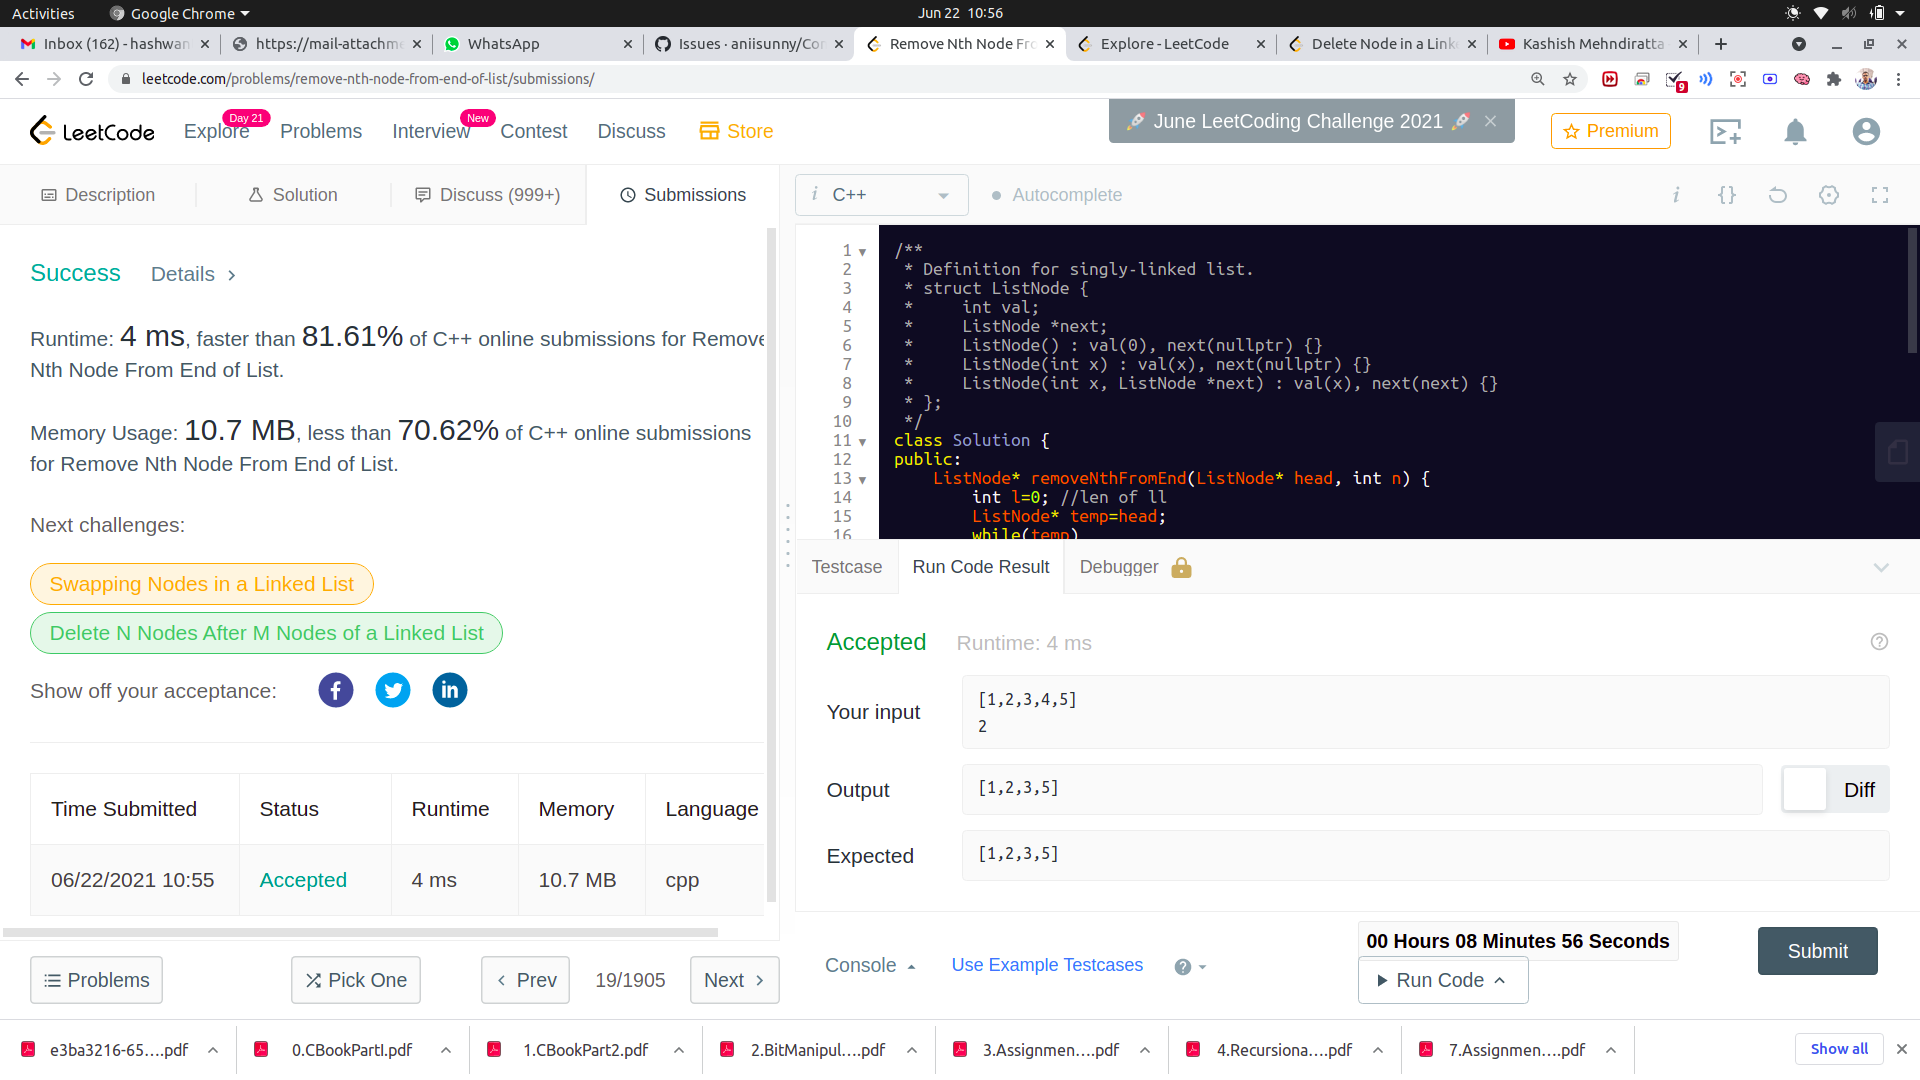 Activities
Google Chrome
Jun 22 10:56
Inbox (162) - hashwan
https://mail-attachme
WhatsApp
Issues · aniisunny/Cor
Remove Nth Node Fro
Explore - LeetCode
Delete Node in a Link
Kashish Mehndiratta
leetcode.com/problems/remove-nth-node-from-end-of-list/submissions/
9
LeetCode
Explore
Day 21
Problems
Interview
New
Contest
Discuss
Store
June LeetCoding Challenge 2021
Premium
Description
Solution
Discuss (999+)
Submissions
i C++
Autocomplete
i {}
Success
Details
Runtime: 4 ms, faster than 81.61% of C++ online submissions for Remove
Nth Node From End of List.
Memory Usage: 10.7 MB, less than 70.62% of C++ online submissions
for Remove Nth Node From End of List.
Next challenges:
Swapping Nodes in a Linked List
Delete N Nodes After M Nodes of a Linked List
Show off your acceptance:
Time Submitted Status Runtime Memory Language
06/22/2021 10:55 Accepted 4 ms 10.7 MB cpp
Problems
Pick One
Prev
19/1905
Next
1 /**
2 * Definition for singly-linked list.
3 * struct ListNode {
4 *     int val;
5 *     ListNode *next;
6 *     ListNode() : val(0), next(nullptr) {}
7 *     ListNode(int x) : val(x), next(nullptr) {}
8 *     ListNode(int x, ListNode *next) : val(x), next(next) {}
9 * };
10 */
11 class Solution {
12 public:
13     ListNode* removeNthFromEnd(ListNode* head, int n) {
14         int l=0; //len of ll
15         ListNode* temp=head;
16         while(temp)
Testcase
Run Code Result
Debugger
Accepted
Runtime: 4 ms
Your input
[1,2,3,4,5]
2
Output
[1,2,3,5]
Diff
Expected
[1,2,3,5]
Console
Use Example Testcases
00 Hours 08 Minutes 56 Seconds
Run Code
Submit
e3ba3216-65....pdf
0.CBookPartI.pdf
1.CBookPart2.pdf
2.BitManipul....pdf
3.Assignmen....pdf
4.Recursiona....pdf
7.Assignmen....pdf
Show all